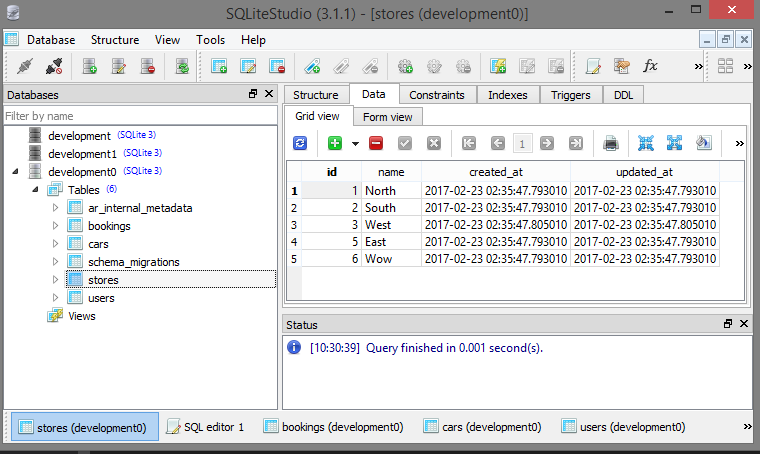 SQLiteStudio (3.1.1) - [stores (development0)]
Database Structure View Tools Help
fx » »
Databases
Filter by name
development (SQLite 3)
development1 (SQLite 3)
development0 (SQLite 3)
Tables (6)
ar_internal_metadata
bookings
cars
schema_migrations
stores
users
Views
Structure Data Constraints Indexes Triggers DDL
Grid view Form view
1 »
id name created_at updated_at
1 1 North 2017-02-23 02:35:47.793010 2017-02-23 02:35:47.793010
2 2 South 2017-02-23 02:35:47.793010 2017-02-23 02:35:47.793010
3 3 West 2017-02-23 02:35:47.805010 2017-02-23 02:35:47.805010
4 5 East 2017-02-23 02:35:47.793010 2017-02-23 02:35:47.793010
5 6 Wow 2017-02-23 02:35:47.793010 2017-02-23 02:35:47.793010
Status
[10:30:39] Query finished in 0.001 second(s).
stores (development0) SQL editor 1 bookings (development0) cars (development0) users (development0) »